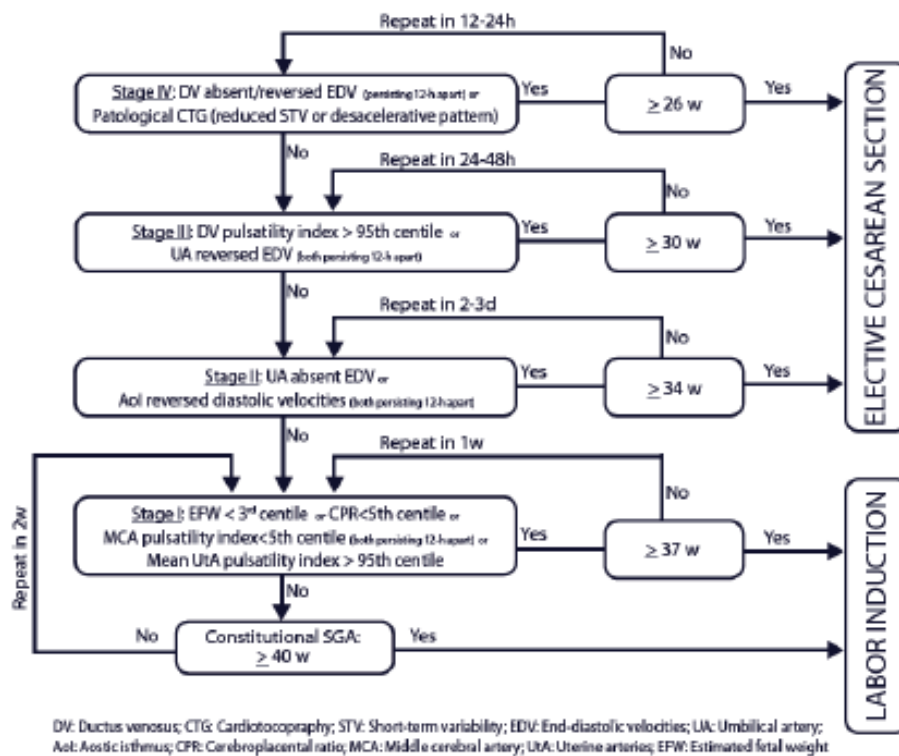 Repeat in 12-24h
No
Stage IV: DV absent/reversed EDV (persisting 12-h apart) or
Patological CTG (reduced STV or desacelerative pattern)
Yes
≥ 26 w
Yes
No
Repeat in 24-48h
No
Stage III: DV pulsatility index > 95th centile or
UA reversed EDV (both persisting 12-h apart)
Yes
≥ 30 w
Yes
No
Repeat in 2-3d
No
Stage II: UA absent EDV or
AoI reversed diastolic velocities (both persisting 12-h apart)
Yes
≥ 34 w
Yes
ELECTIVE CESAREAN SECTION
No
Repeat in 1w
No
Stage I: EFW < 3rd centile or CPR<5th centile or
MCA pulsatility index<5th centile (both persisting 12-h apart) or
Mean UtA pulsatility index > 95th centile
Yes
≥ 37 w
Yes
Repeat in 2w
No
No
Constitutional SGA:
≥ 40 w
Yes
LABOR INDUCTION
DV: Ductus venosus; CTG: Cardiotocopraphy; STV: Short-term variability; EDV: End-diastolic velocities; UA: Umbilical artery;
AoI: Aostic isthmus; CPR: Cerebroplacental ratio; MCA: Middle cerebral artery; UtA: Uterine arteries; EFW: Estimated fetal weight